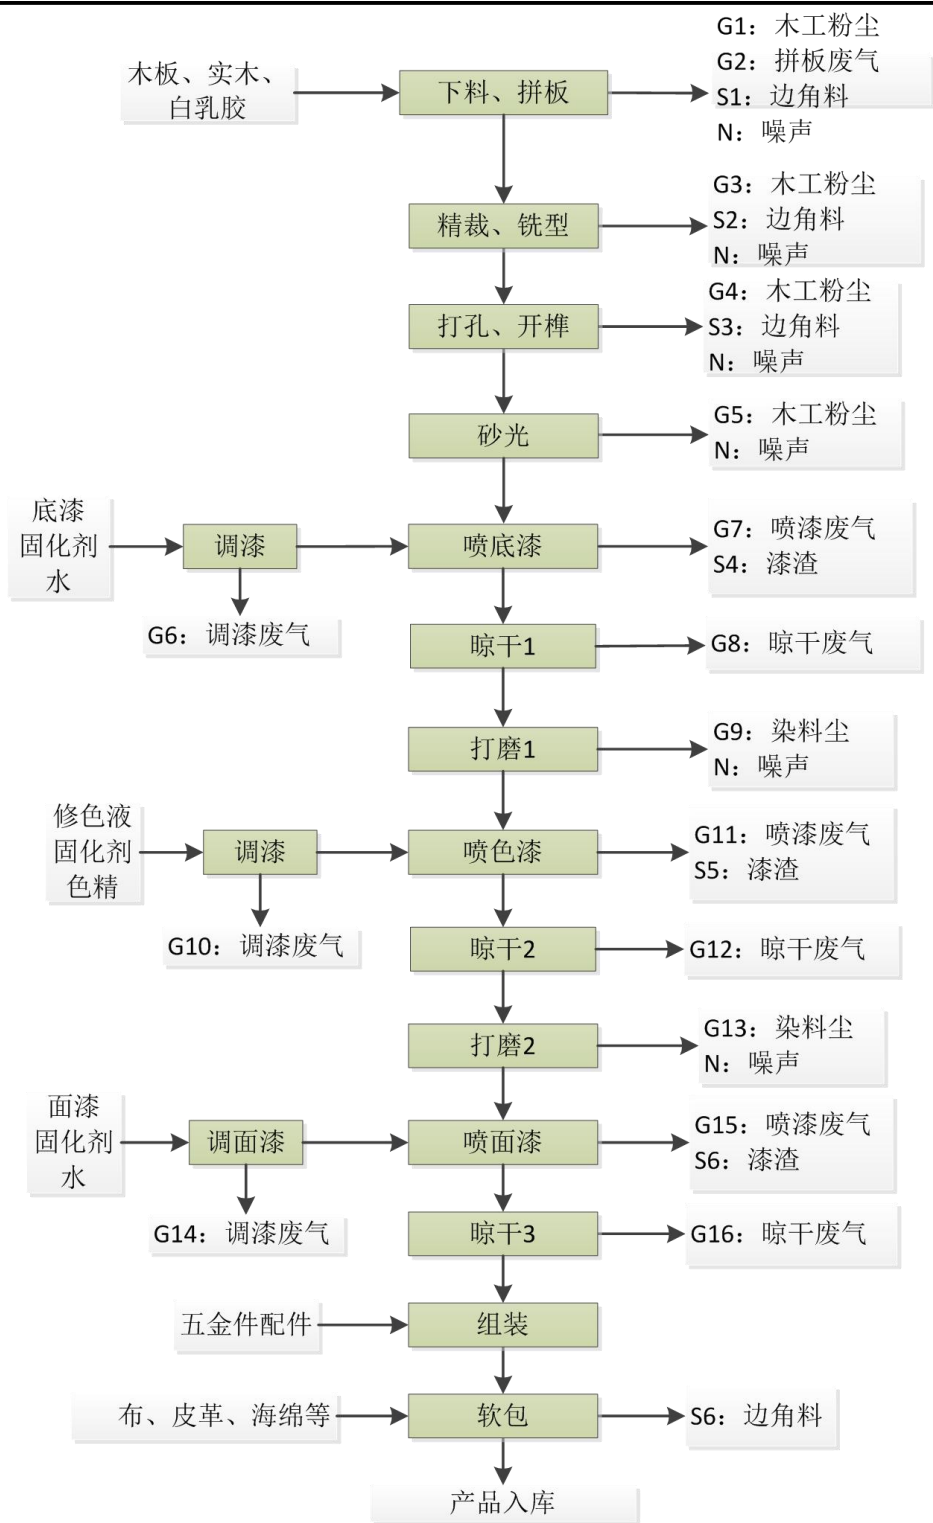 G1：木工粉尘
G2：拼板废气
S1：边角料
N：噪声
木板、实木、
白乳胶
下料、拼板
G3：木工粉尘
S2：边角料
N：噪声
精裁、铣型
G4：木工粉尘
S3：边角料
N：噪声
打孔、开榫
G5：木工粉尘
N：噪声
砂光
底漆
固化剂
水
调漆
喷底漆
G7：喷漆废气
S4：漆渣
G6：调漆废气
晾干1
G8：晾干废气
打磨1
G9：染料尘
N：噪声
修色液
固化剂
色精
调漆
喷色漆
G11：喷漆废气
S5：漆渣
G10：调漆废气
晾干2
G12：晾干废气
打磨2
G13：染料尘
N：噪声
面漆
固化剂
水
调面漆
喷面漆
G15：喷漆废气
S6：漆渣
G14：调漆废气
晾干3
G16：晾干废气
五金件配件
组装
布、皮革、海绵等
软包
S6：边角料
产品入库